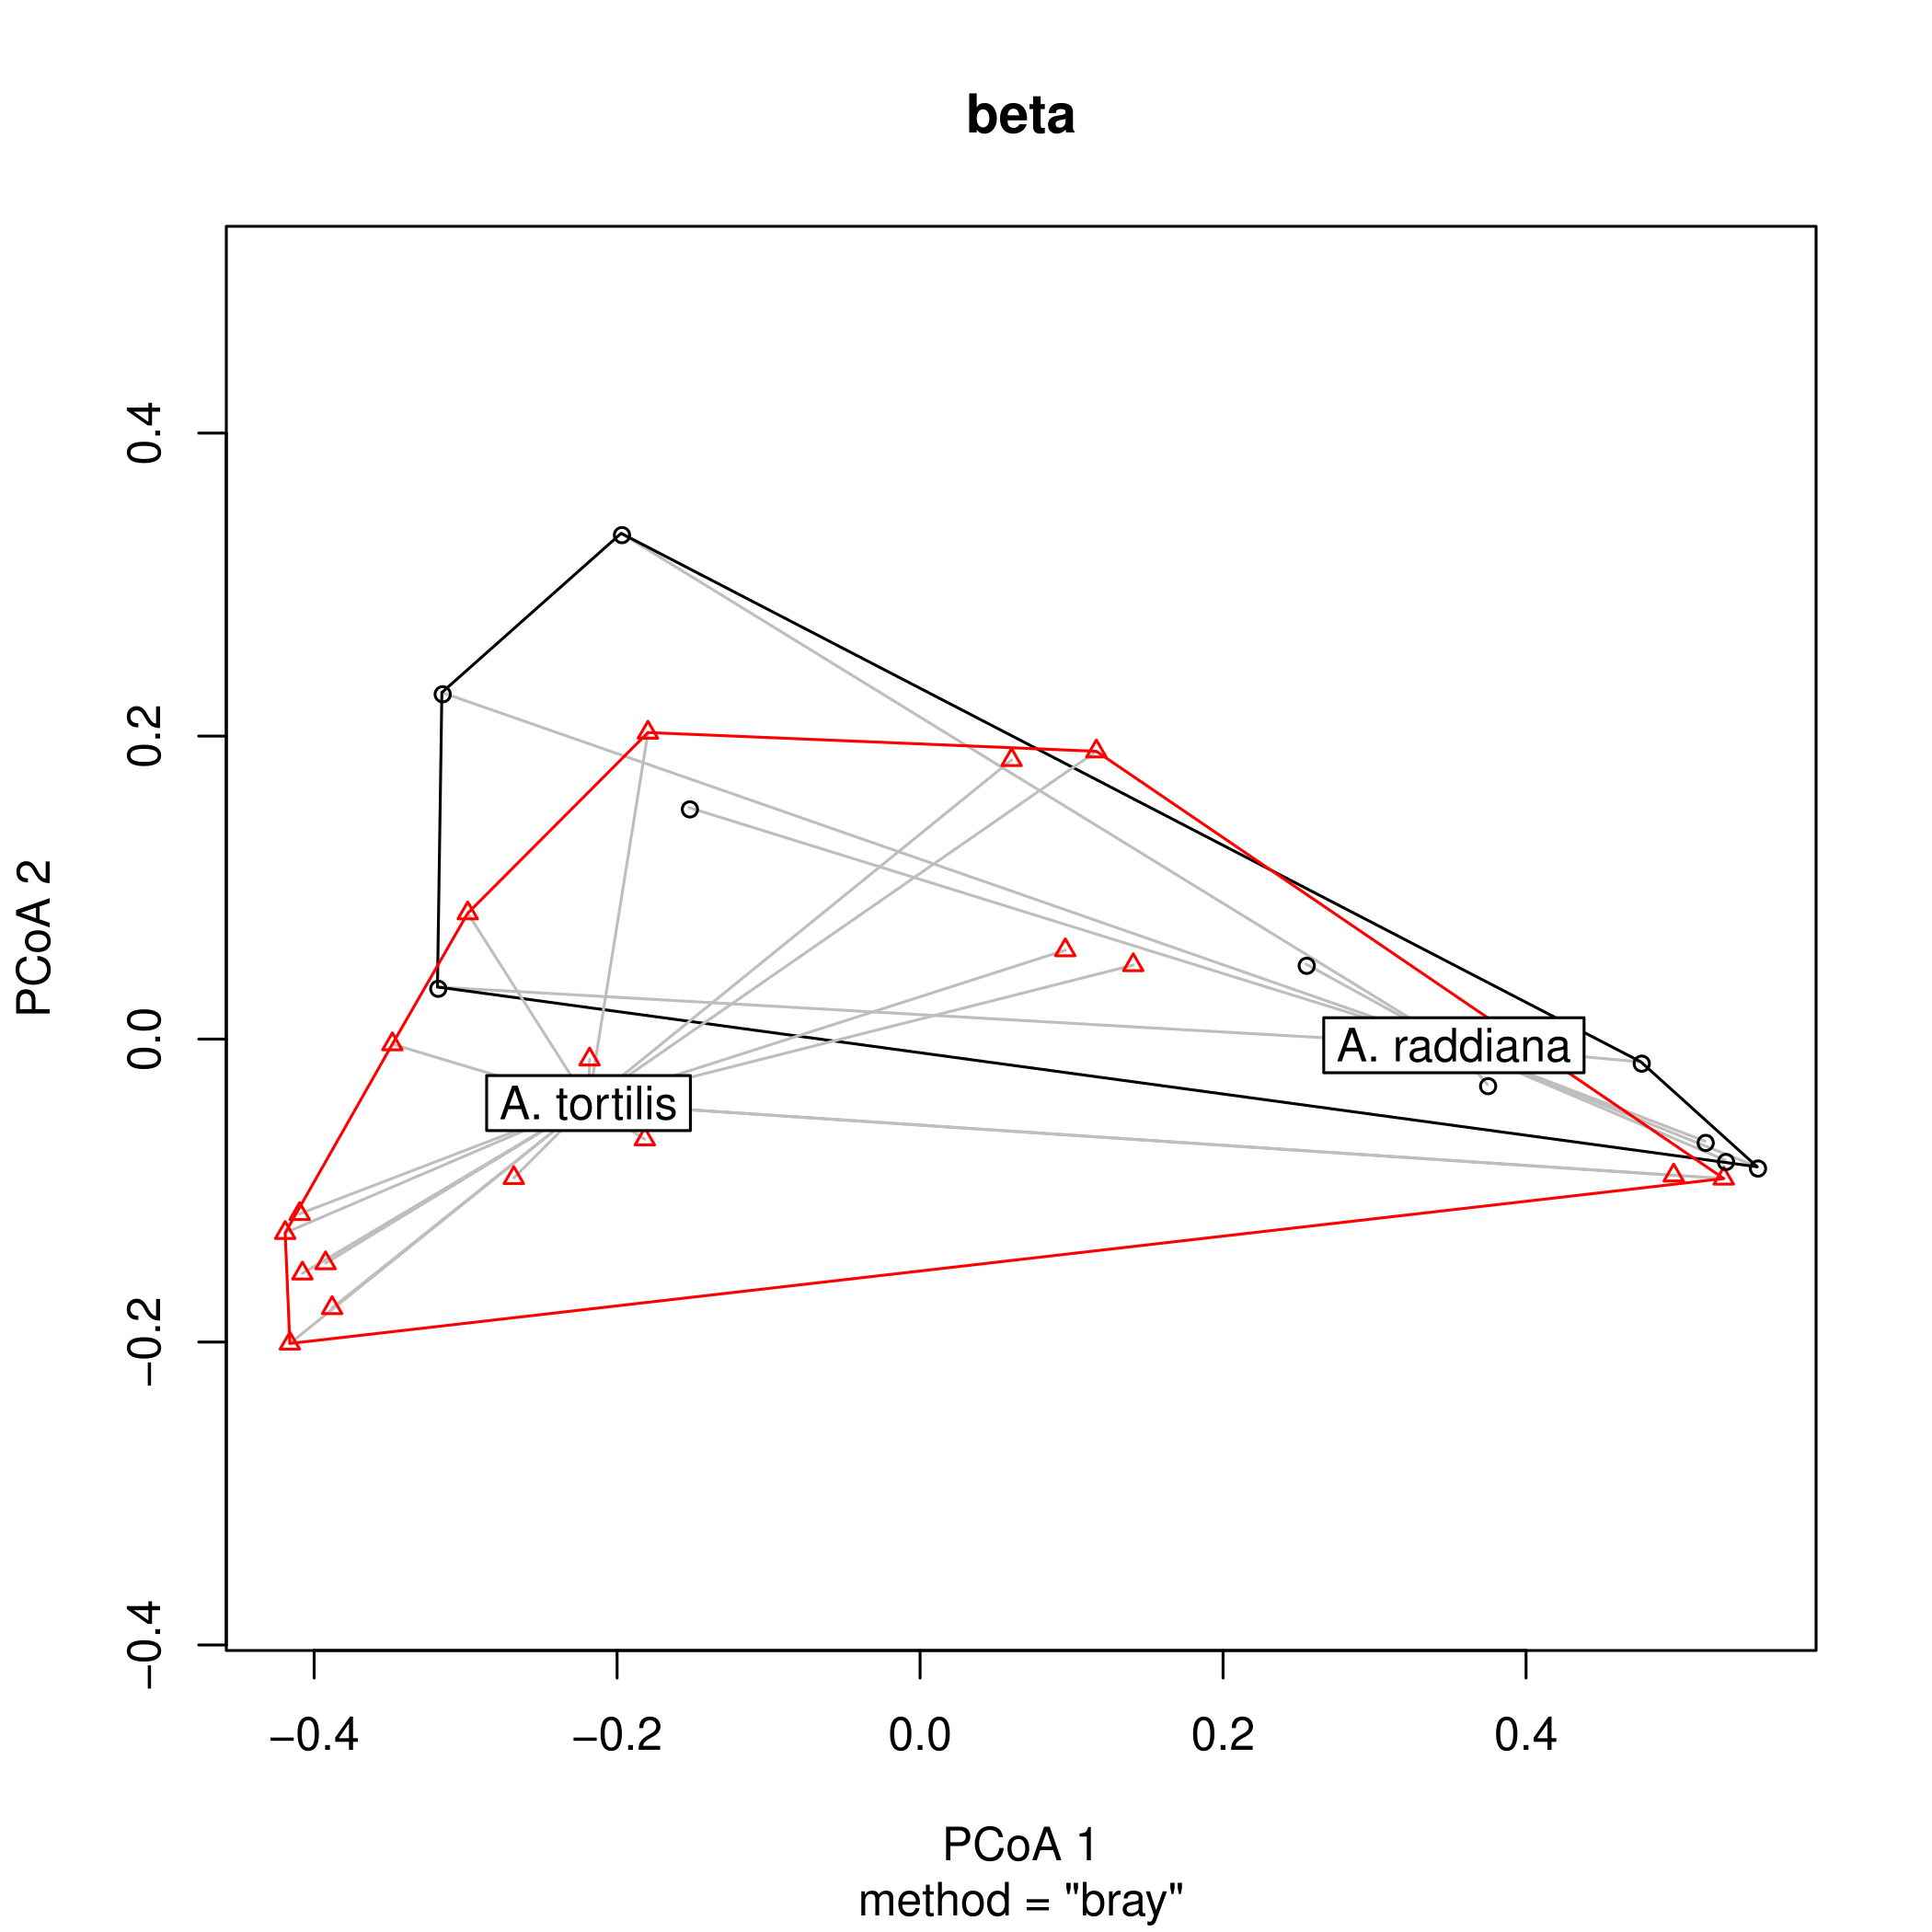 beta
PCoA 2
0.4
0.2
0.0
−0.2
−0.4
A. raddiana
A. tortilis
−0.4 −0.2 0.0 0.2 0.4
PCoA 1
method = "bray"